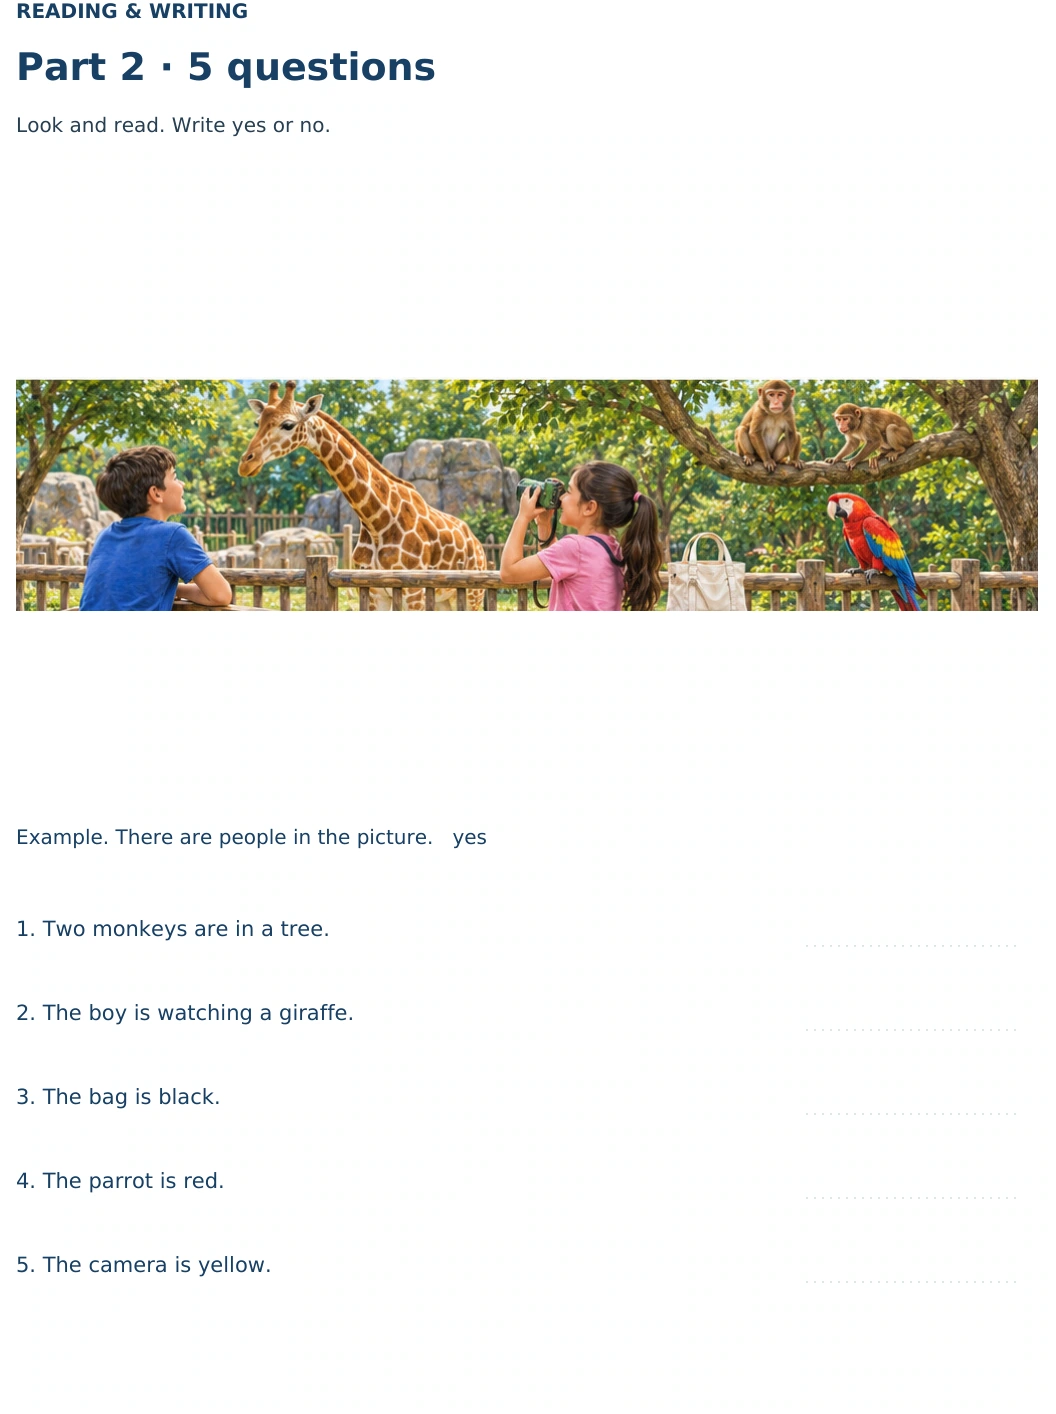 READING & WRITING
Part 2 · 5 questions
Look and read. Write yes or no.
Example. There are people in the picture. yes
1. Two monkeys are in a tree.
2. The boy is watching a giraffe.
3. The bag is black.
4. The parrot is red.
5. The camera is yellow.